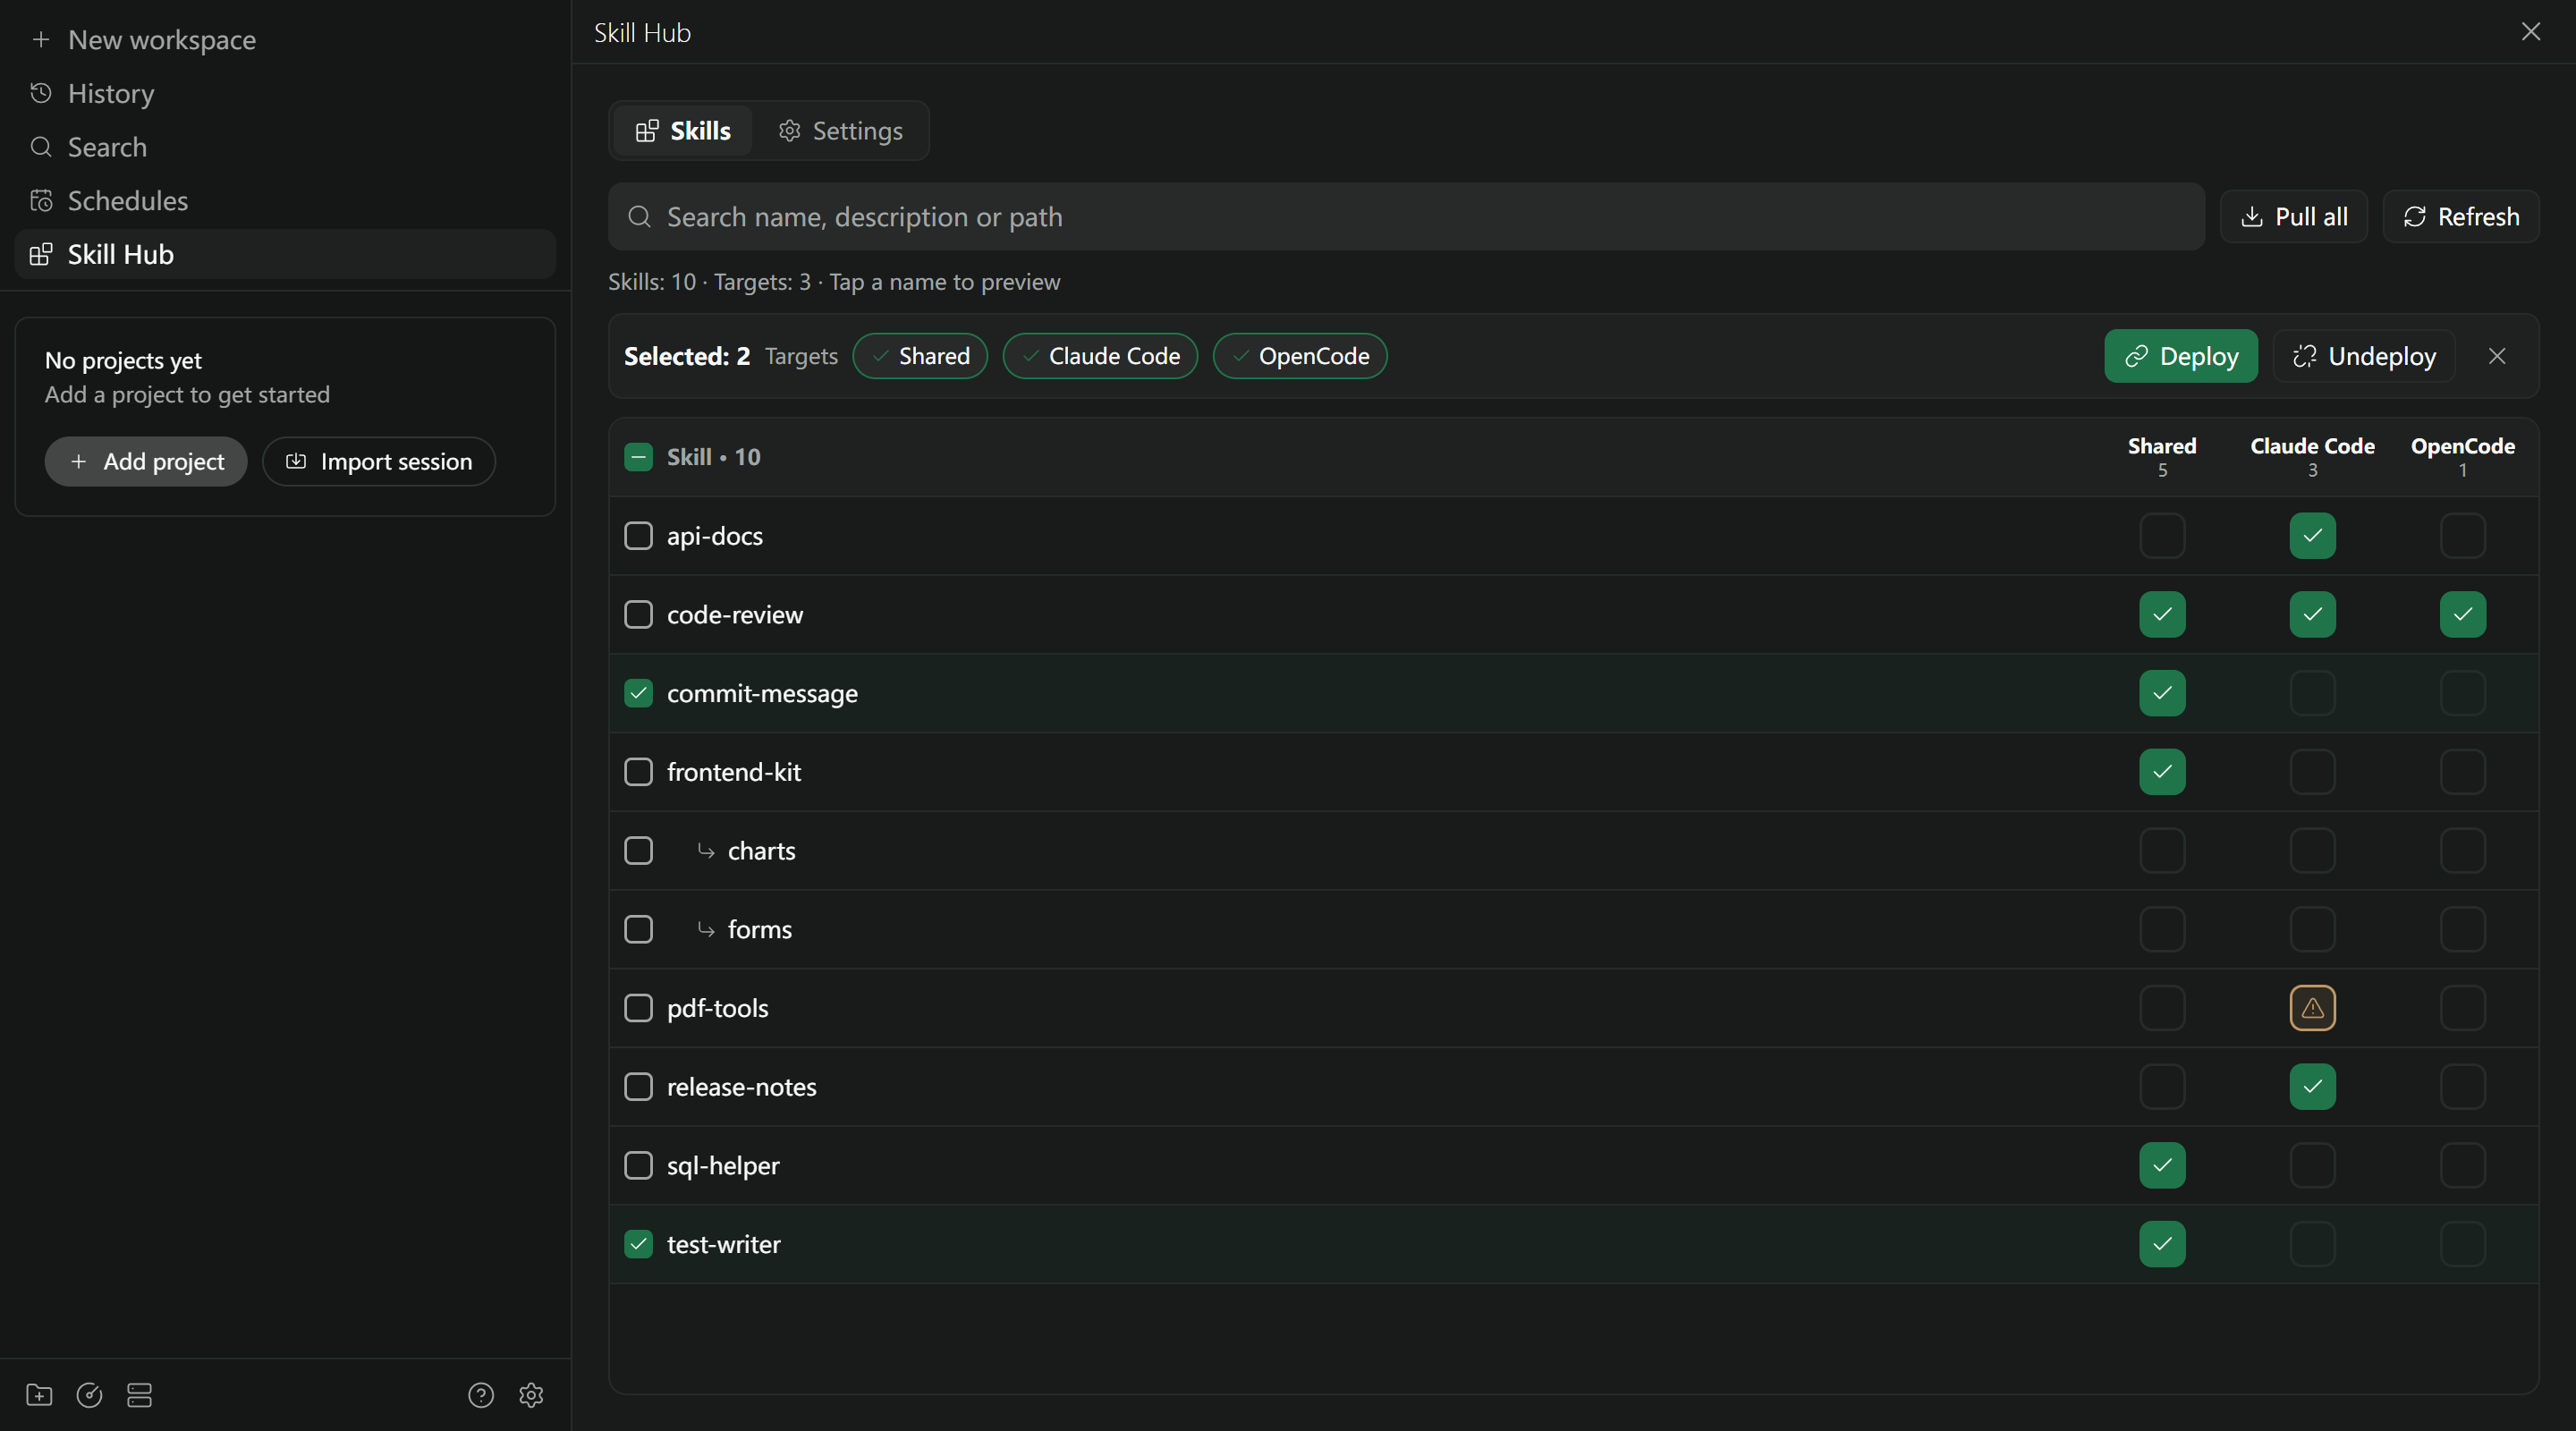 New workspace
History
Search
Schedules
Skill Hub
No projects yet
Add a project to get started
Add project
Import session
Skill Hub
Skills
Settings
Search name, description or path
Pull all
Refresh
Skills: 10 · Targets: 3 · Tap a name to preview
Selected: 2 Targets Shared Claude Code OpenCode
Deploy
Undeploy
Skill • 10
Shared
5
Claude Code
3
OpenCode
1
api-docs
code-review
commit-message
frontend-kit
charts
forms
pdf-tools
release-notes
sql-helper
test-writer